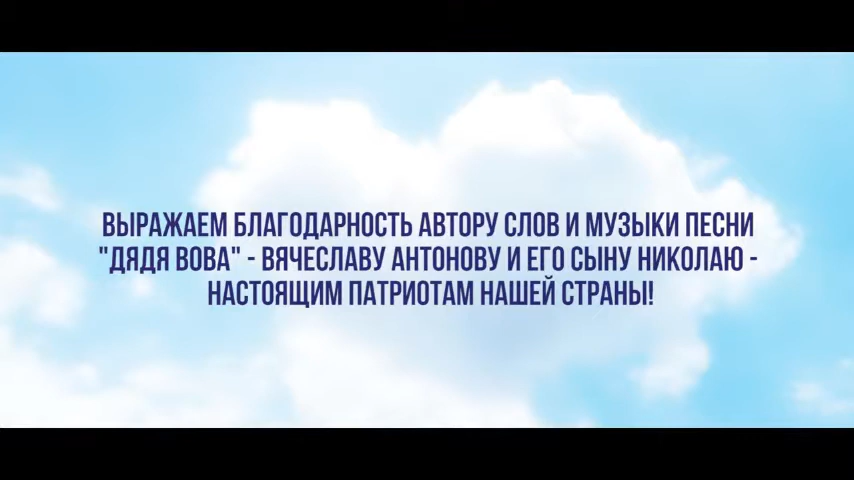 ВЫРАЖАЕМ БЛАГОДАРНОСТЬ АВТОРУ СЛОВ И МУЗЫКИ ПЕСНИ
"ДЯДЯ ВОВА" - ВЯЧЕСЛАВУ АНТОНОВУ И ЕГО СЫНУ НИКОЛАЮ -
НАСТОЯЩИМ ПАТРИОТАМ НАШЕЙ СТРАНЫ!